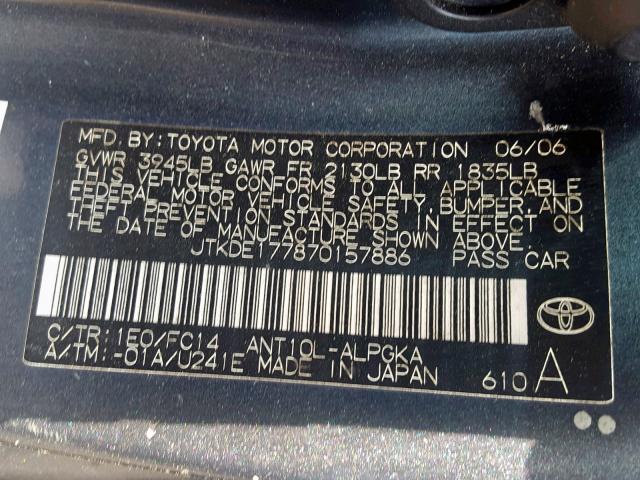 MFD. BY: TOYOTA MOTOR CORPORATION 06/06
GVWR 3945LB GAWR FR 2130LB RR 1835LB
THIS VEHICLE CONFORMS TO ALL APPLICABLE
FEDERAL MOTOR VEHICLE SAFETY, BUMPER, AND
THEFT PREVENTION STANDARDS IN EFFECT ON
THE DATE OF MANUFACTURE SHOWN ABOVE.
JTKDE177870157886 PASS CAR
C/TR: 1E0/FC14 ANT10L-ALPGKA
A/TM: -01A/U241E MADE IN JAPAN
610 A